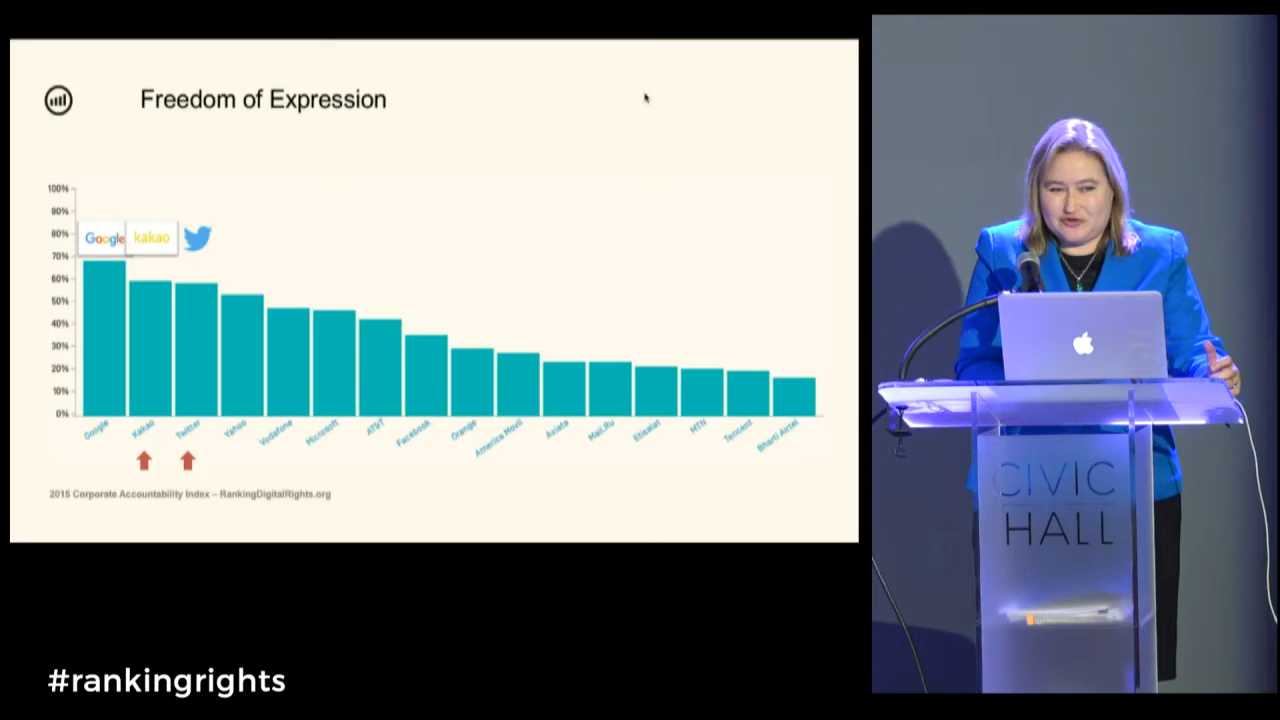 Freedom of Expression
100%
90%
80%
70%
60%
50%
40%
30%
20%
10%
0%
Google
kakao
Google
Kakao
Twitter
Yahoo
Vodafone
Microsoft
AT&T
Facebook
Orange
America Movil
Axiata
Mail.Ru
Etisalat
MTN
Tencent
Bharti Airtel
2015 Corporate Accountability Index – RankingDigitalRights.org
CIVIC
HALL
#rankingrights